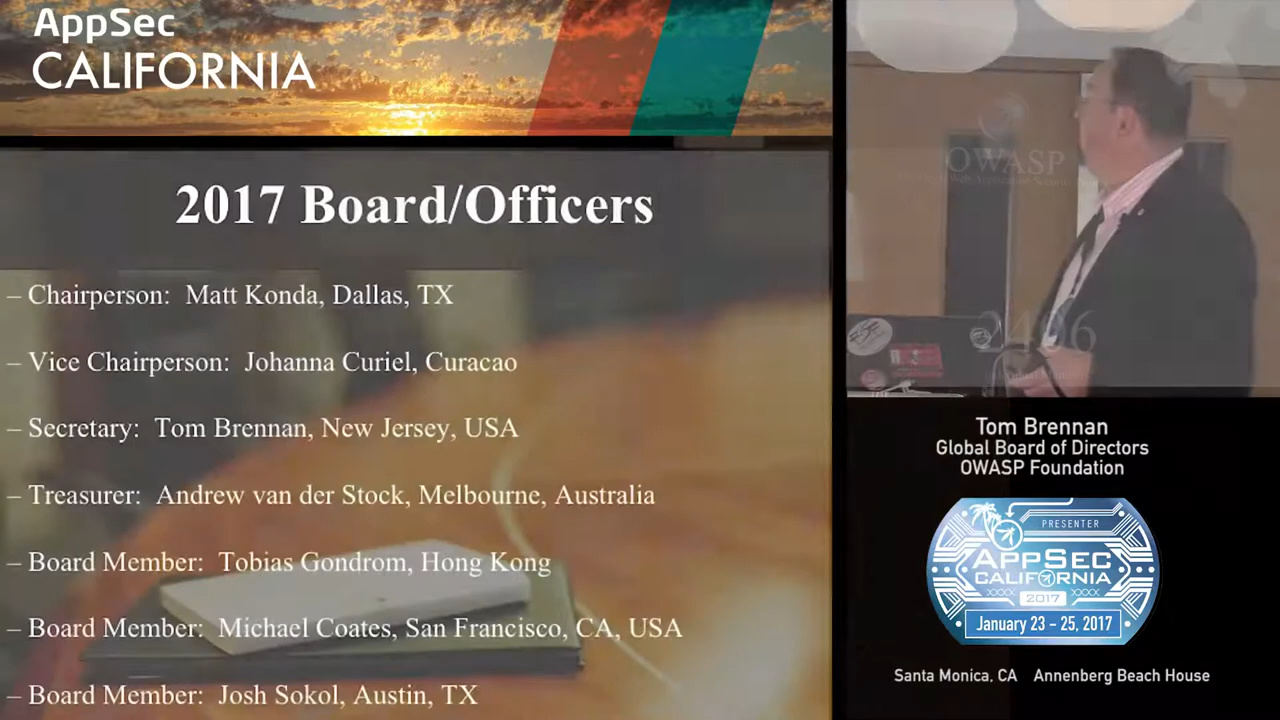 AppSec
CALIFORNIA
2017 Board/Officers
– Chairperson: Matt Konda, Dallas, TX
– Vice Chairperson: Johanna Curiel, Curacao
– Secretary: Tom Brennan, New Jersey, USA
– Treasurer: Andrew van der Stock, Melbourne, Australia
– Board Member: Tobias Gondrom, Hong Kong
– Board Member: Michael Coates, San Francisco, CA, USA
– Board Member: Josh Sokol, Austin, TX
OWASP
Tom Brennan
Global Board of Directors
OWASP Foundation
PRESENTER
APPSEC
CALIFORNIA
XXXX 2017 XXXX
January 23 – 25, 2017
Santa Monica, CA Annenberg Beach House